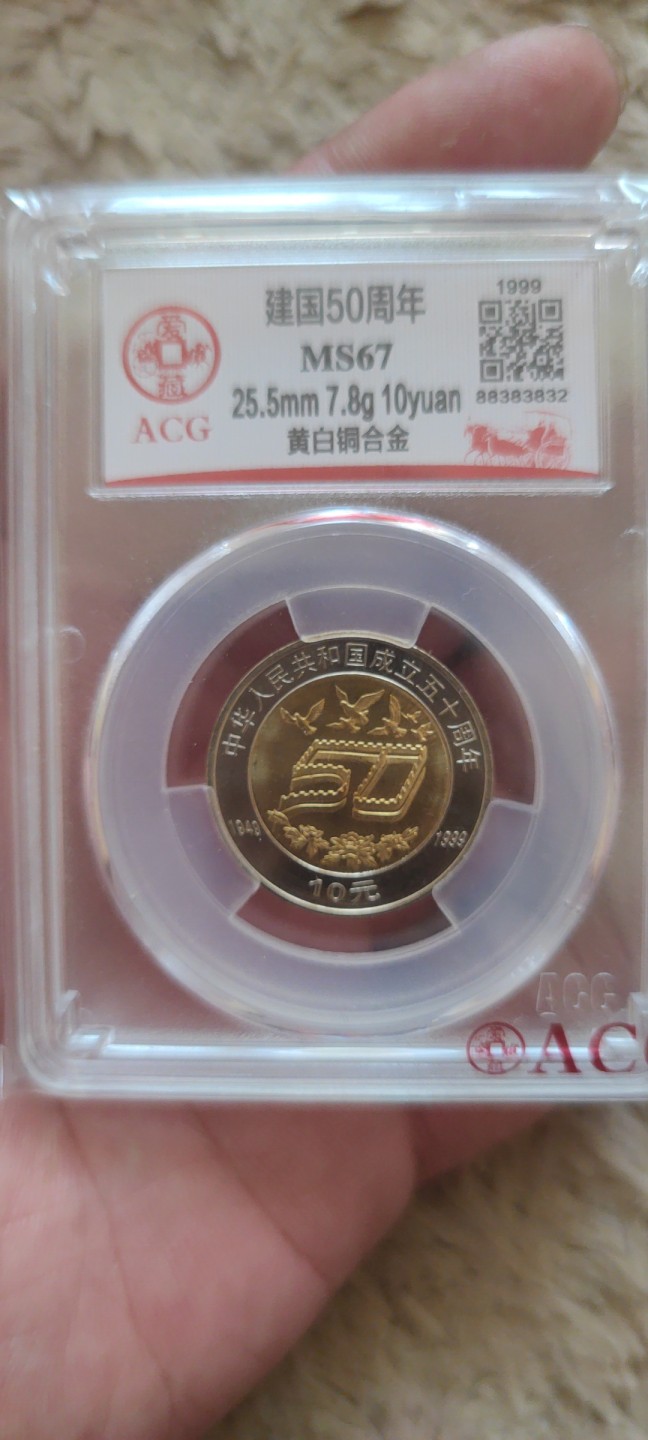 建国50周年
1999
MS67
25.5mm 7.8g 10yuan
88383832
ACG
黄白铜合金
中华人民共和国成立五十周年
50
1949
1999
10元
ACG
AC